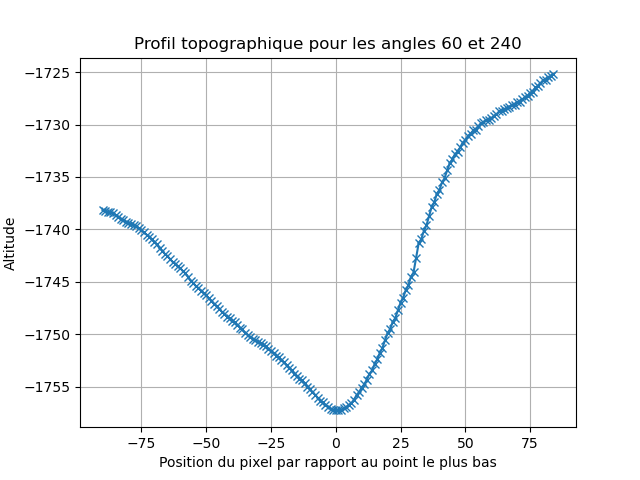 Profil topographique pour les angles 60 et 240
−1725
−1730
−1735
−1740
−1745
−1750
−1755
Altitude
−75 −50 −25 0 25 50 75
Position du pixel par rapport au point le plus bas